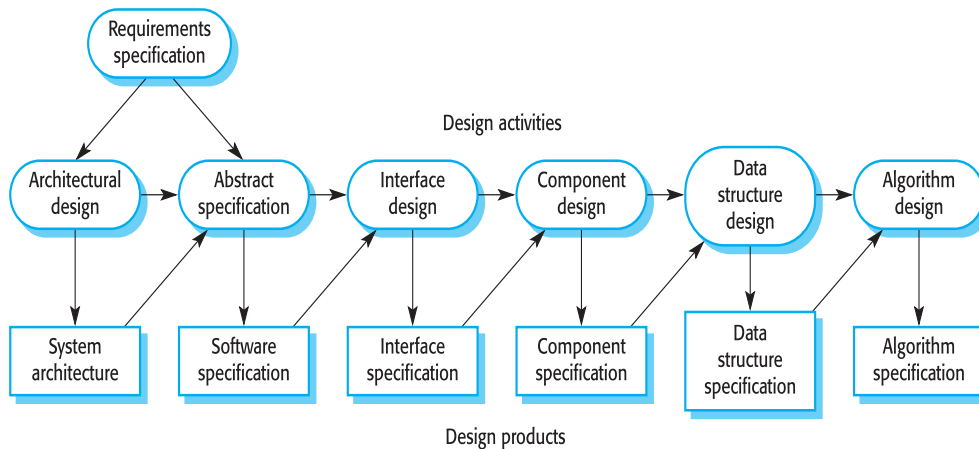 Requirements
specification
Design activities
Architectural
design
Abstract
specification
Interface
design
Component
design
Data
structure
design
Algorithm
design
System
architecture
Software
specification
Interface
specification
Component
specification
Data
structure
specification
Algorithm
specification
Design products